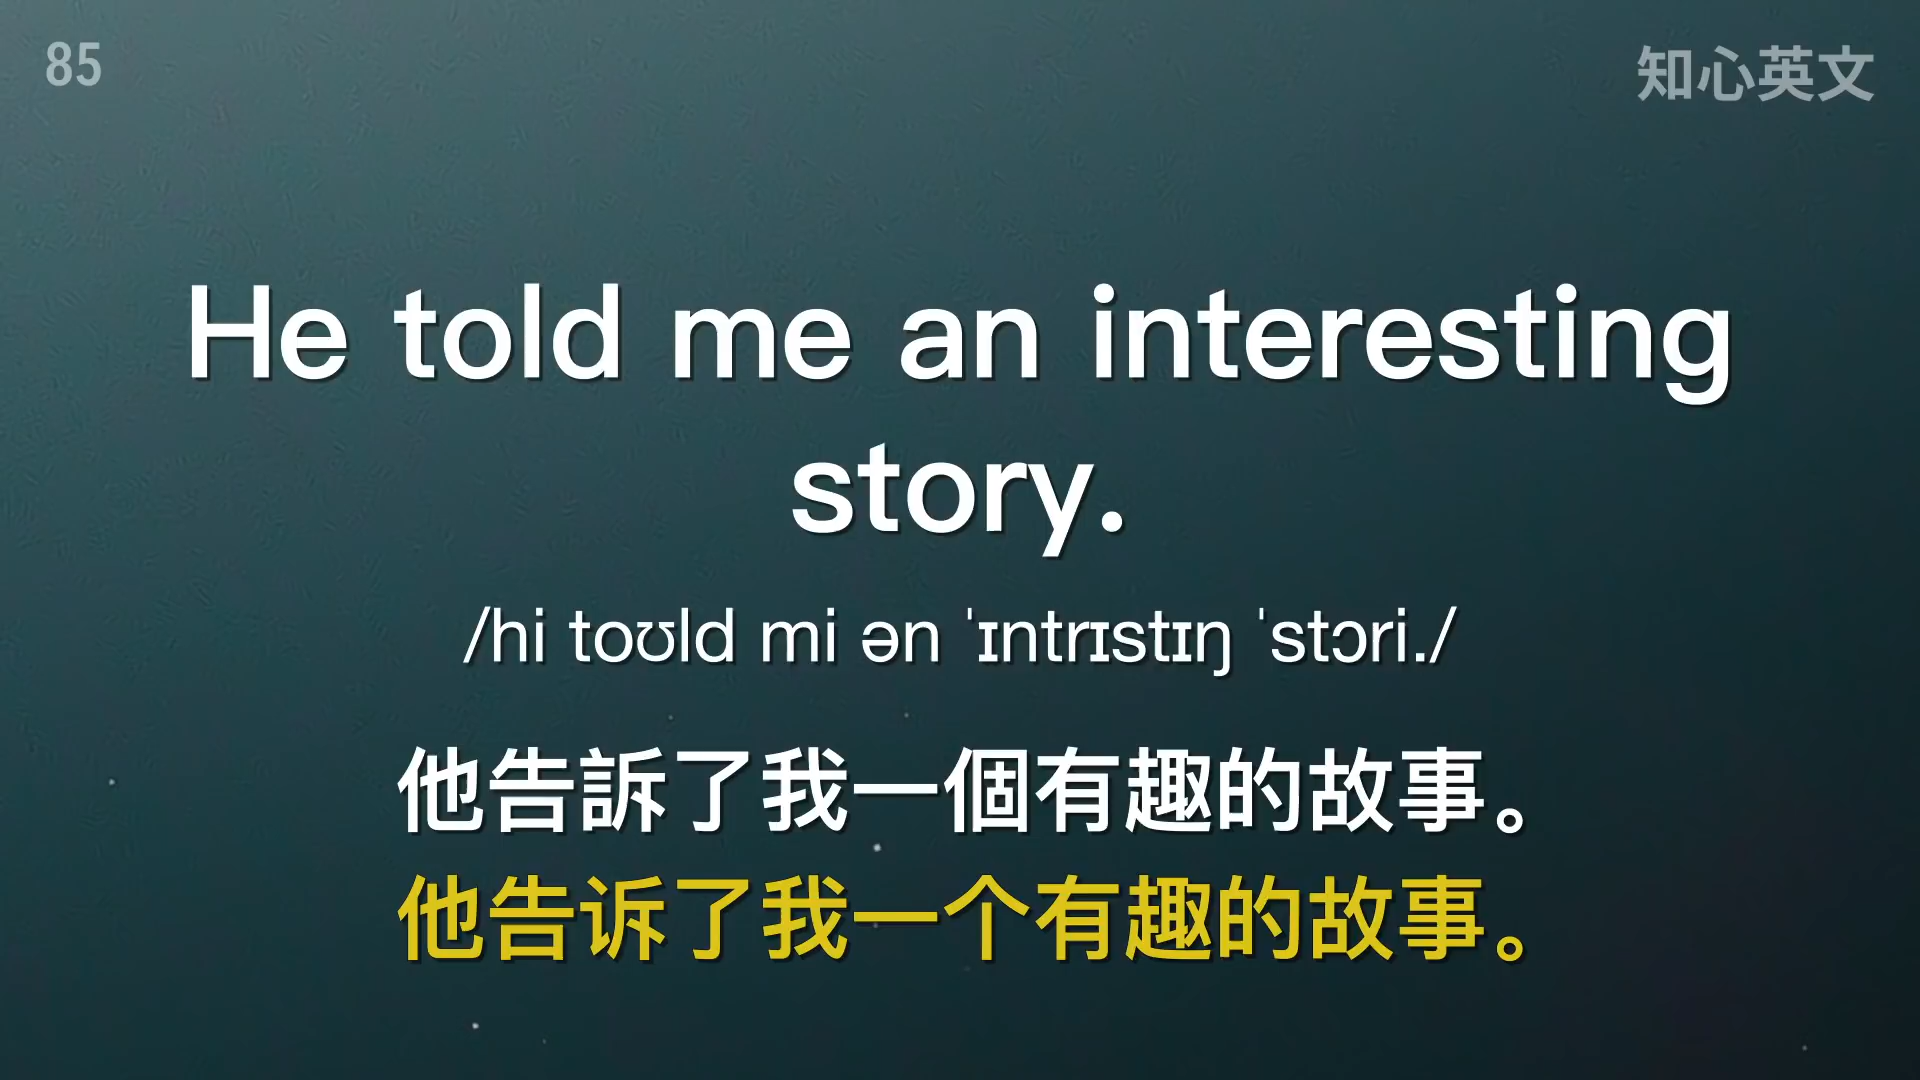 85
知心英文
He told me an interesting
story.
/hi toʊld mi ən ˈɪntrɪstɪŋ ˈstɔri./
他告訴了我一個有趣的故事。
他告诉了我一个有趣的故事。